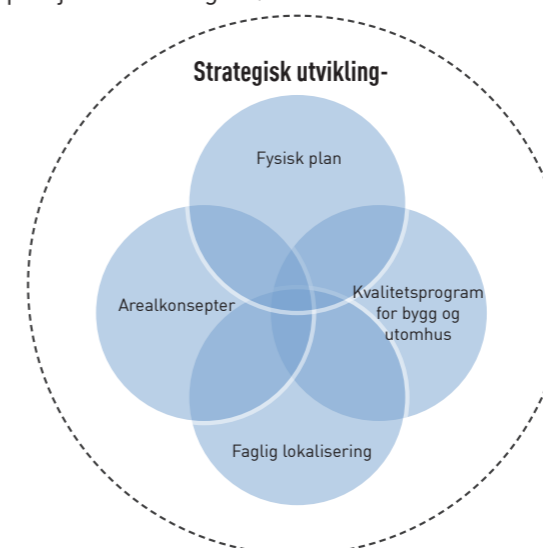 Strategisk utvikling-
Fysisk plan
Arealkonsepter
Kvalitetsprogram
for bygg og
utomhus
Faglig lokalisering